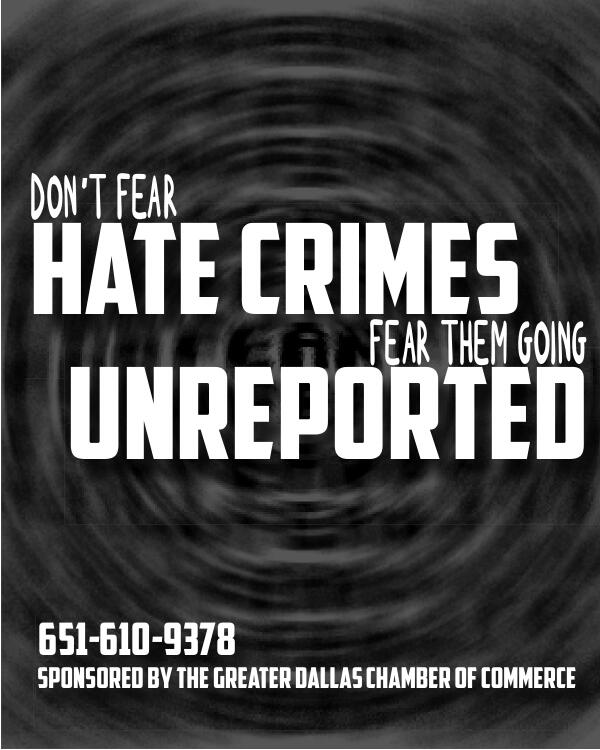 DON'T FEAR
HATE CRIMES
FEAR THEM GOING
UNREPORTED
651-610-9378
SPONSORED BY THE GREATER DALLAS CHAMBER OF COMMERCE